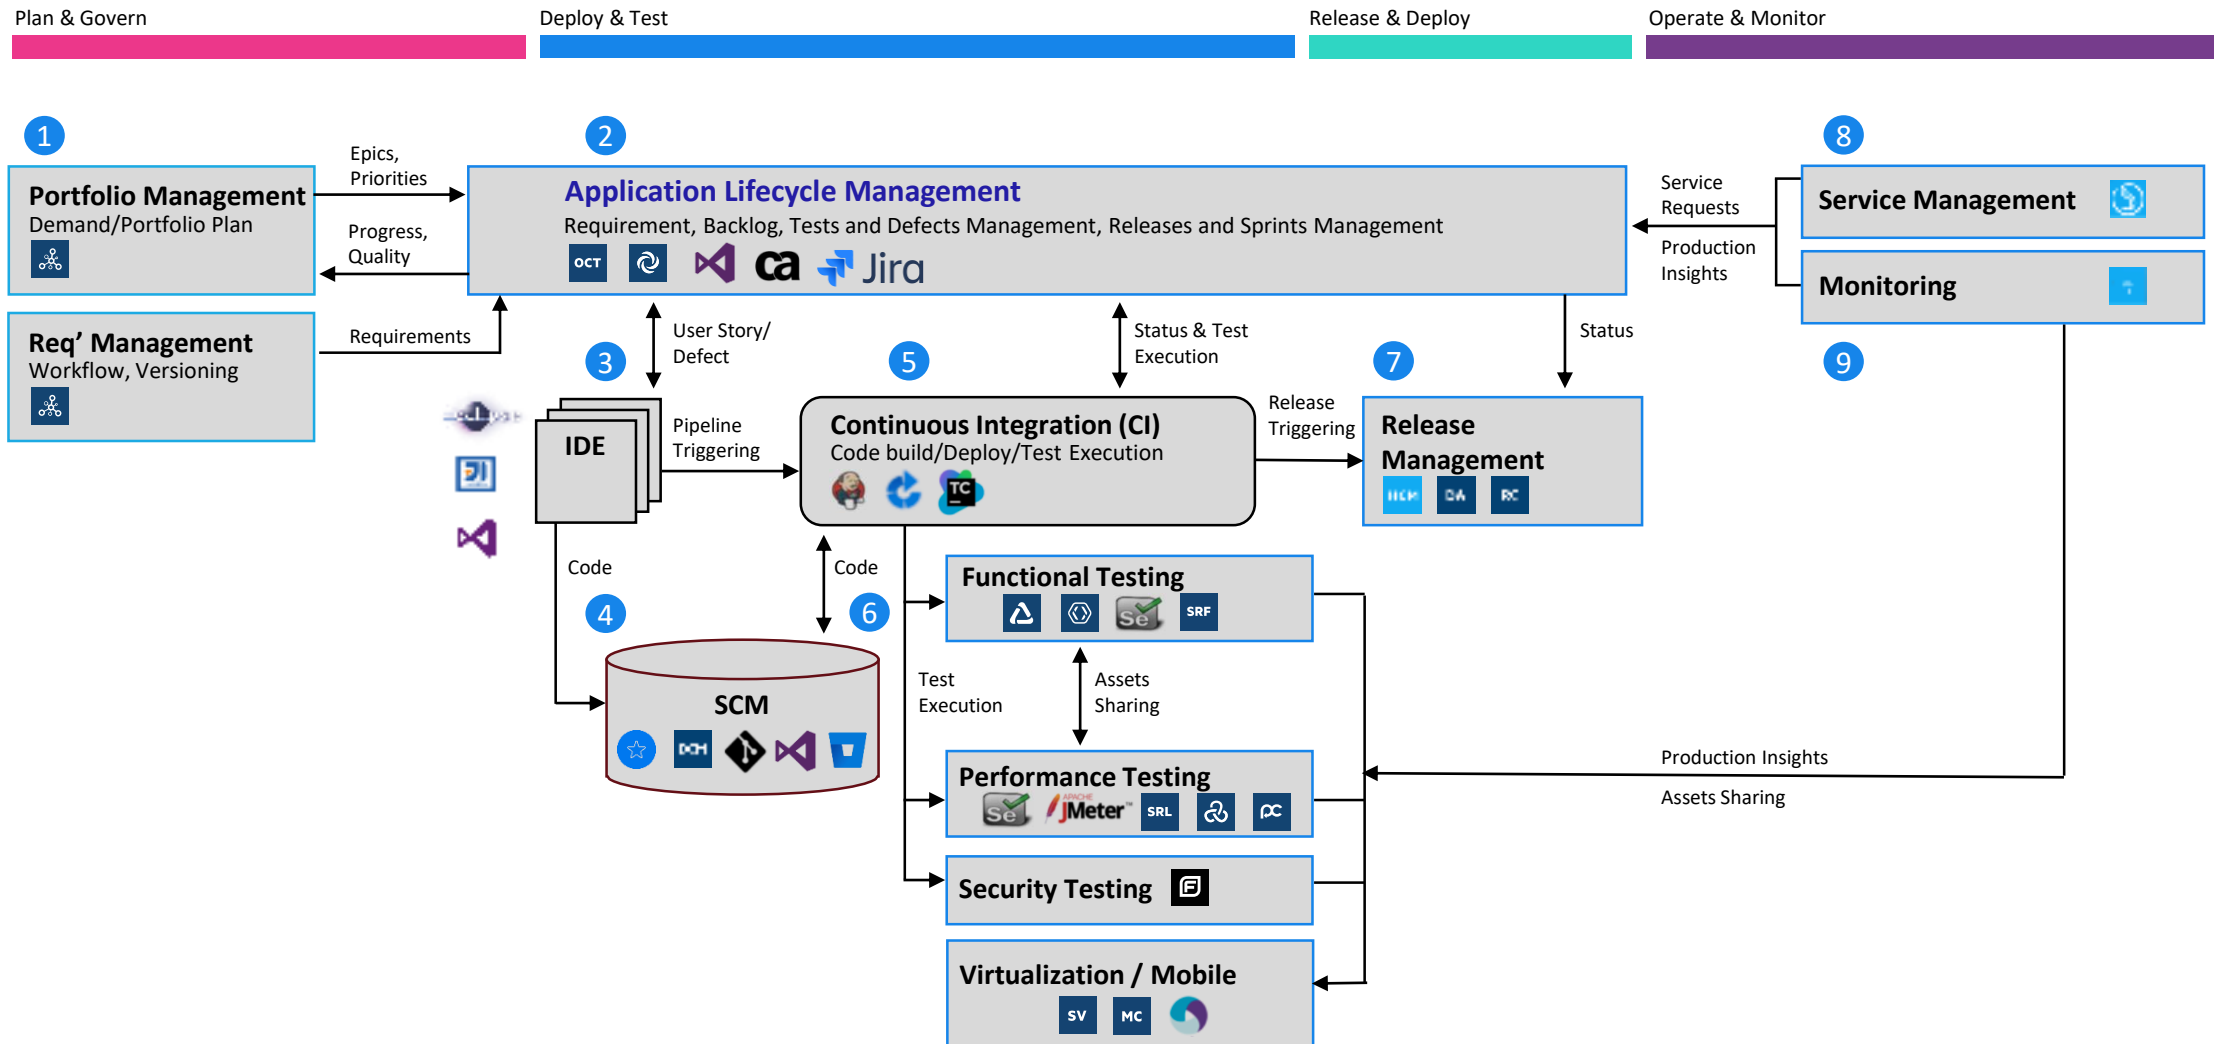 Plan & Govern
Deploy & Test
Release & Deploy
Operate & Monitor
1
2
8
Portfolio Management
Demand/Portfolio Plan
Epics,
Priorities
Progress,
Quality
Application Lifecycle Management
Requirement, Backlog, Tests and Defects Management, Releases and Sprints Management
OCT
ca
Jira
Service
Requests
Production
Insights
Service Management
Monitoring
9
Req' Management
Workflow, Versioning
Requirements
User Story/
Defect
Status & Test
Execution
Status
3
5
7
IDE
Pipeline
Triggering
Continuous Integration (CI)
Code build/Deploy/Test Execution
TC
Release
Triggering
Release
Management
DA
RC
Code
4
Code
6
SCM
Functional Testing
Se
SRF
Test
Execution
Assets
Sharing
Performance Testing
Se
APACHE
JMeter™
SRL
PC
Security Testing
F
Virtualization / Mobile
SV
MC
Production Insights
Assets Sharing